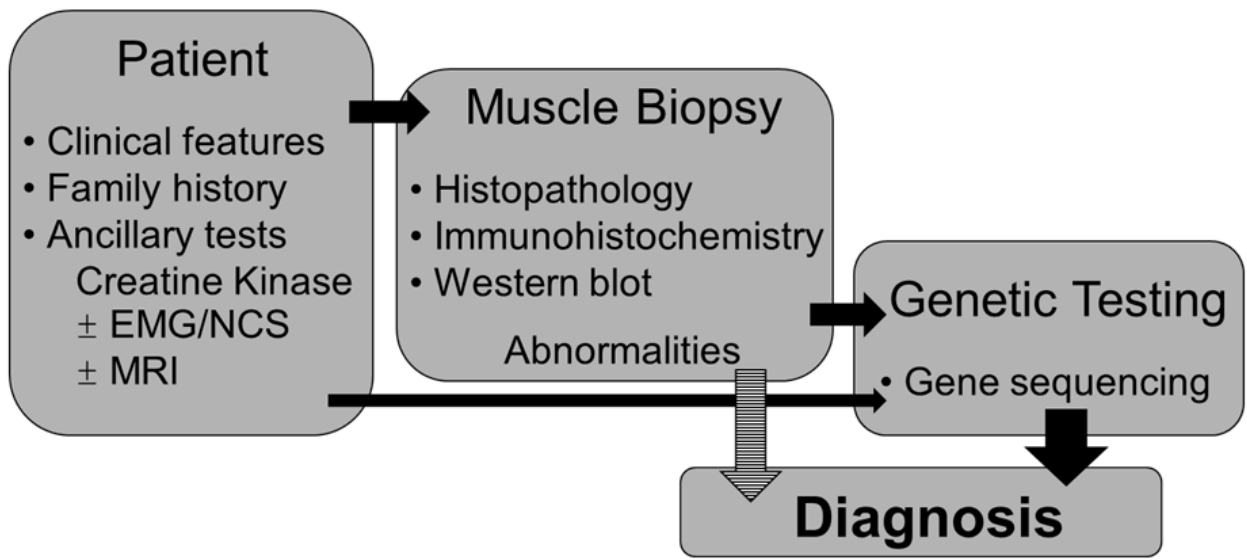 Patient
• Clinical features
• Family history
• Ancillary tests
Creatine Kinase
± EMG/NCS
± MRI
Muscle Biopsy
• Histopathology
• Immunohistochemistry
• Western blot
Abnormalities
Genetic Testing
• Gene sequencing
Diagnosis